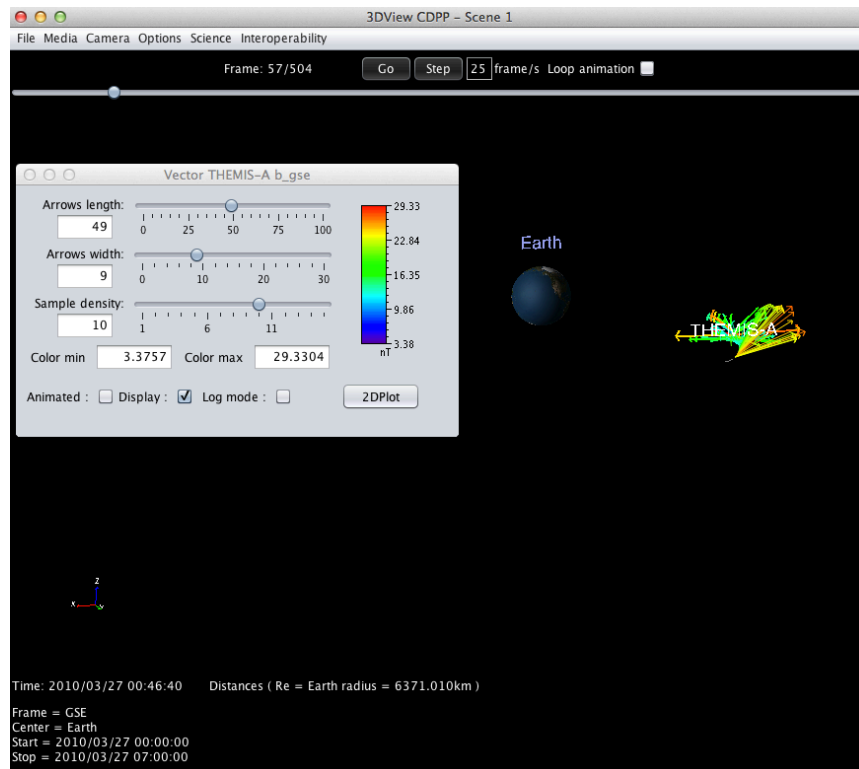 3DView CDPP – Scene 1
File Media Camera Options Science Interoperability
Frame: 57/504 Go Step 25 frame/s Loop animation
Vector THEMIS-A b_gse
Arrows length:
49
0 25 50 75 100
Arrows width:
9
0 10 20 30
Sample density:
10
1 6 11
29.33
22.84
16.35
9.86
3.38
nT
Color min 3.3757 Color max 29.3304
Animated : Display : Log mode : 2DPlot
Earth
THEMIS-A
Z
X
Y
Time: 2010/03/27 00:46:40 Distances ( Re = Earth radius = 6371.010km )
Frame = GSE
Center = Earth
Start = 2010/03/27 00:00:00
Stop = 2010/03/27 07:00:00